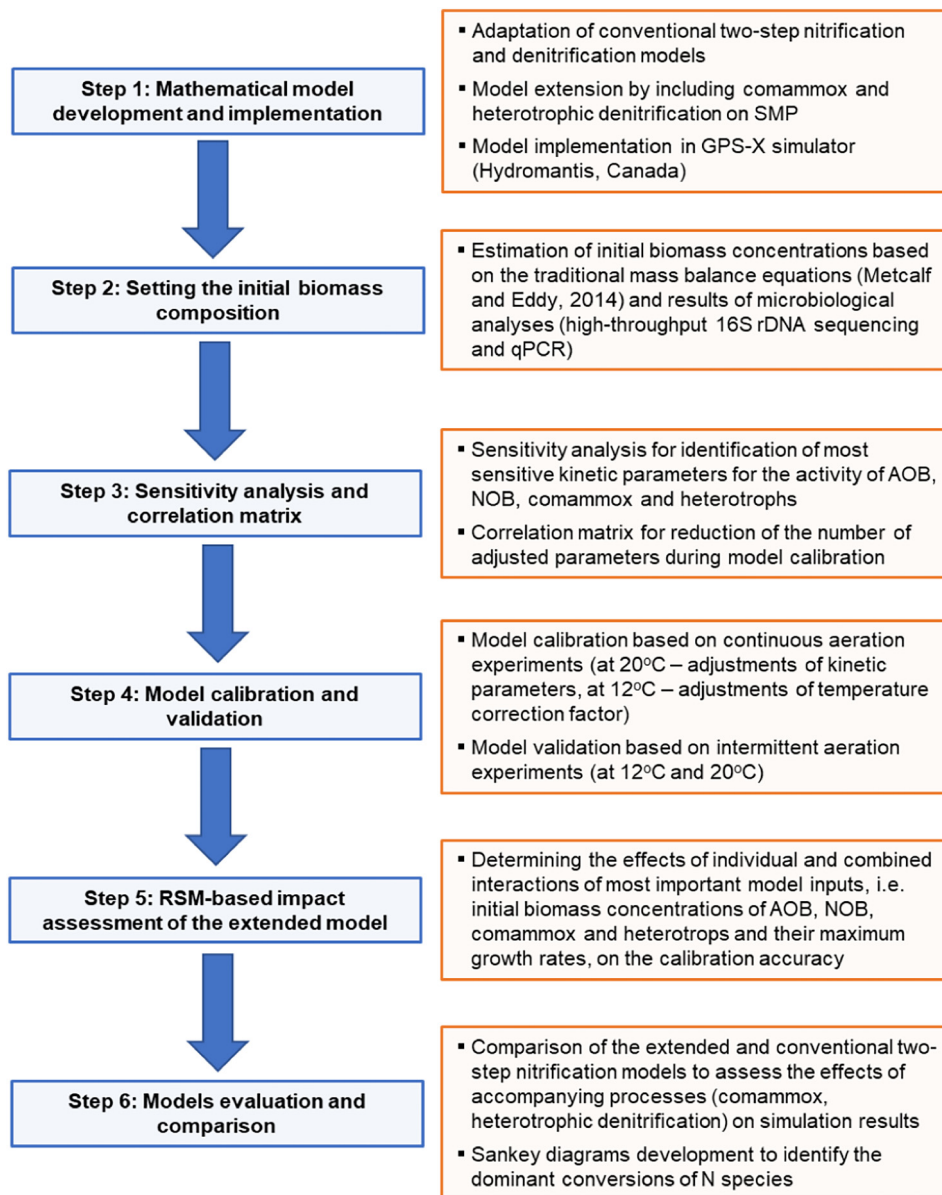 Step 1: Mathematical model
development and implementation
▪ Adaptation of conventional two-step nitrification
and denitrification models
▪ Model extension by including comammox and
heterotrophic denitrification on SMP
▪ Model implementation in GPS-X simulator
(Hydromantis, Canada)
Step 2: Setting the initial biomass
composition
▪ Estimation of initial biomass concentrations based
on the traditional mass balance equations (Metcalf
and Eddy, 2014) and results of microbiological
analyses (high-throughput 16S rDNA sequencing
and qPCR)
Step 3: Sensitivity analysis and
correlation matrix
▪ Sensitivity analysis for identification of most
sensitive kinetic parameters for the activity of AOB,
NOB, comammox and heterotrophs
▪ Correlation matrix for reduction of the number of
adjusted parameters during model calibration
Step 4: Model calibration and
validation
▪ Model calibration based on continuous aeration
experiments (at 20ºC – adjustments of kinetic
parameters, at 12ºC – adjustments of temperature
correction factor)
▪ Model validation based on intermittent aeration
experiments (at 12ºC and 20ºC)
Step 5: RSM-based impact
assessment of the extended model
▪ Determining the effects of individual and combined
interactions of most important model inputs, i.e.
initial biomass concentrations of AOB, NOB,
comammox and heterotrops and their maximum
growth rates, on the calibration accuracy
Step 6: Models evaluation and
comparison
▪ Comparison of the extended and conventional two-
step nitrification models to assess the effects of
accompanying processes (comammox,
heterotrophic denitrification) on simulation results
▪ Sankey diagrams development to identify the
dominant conversions of N species